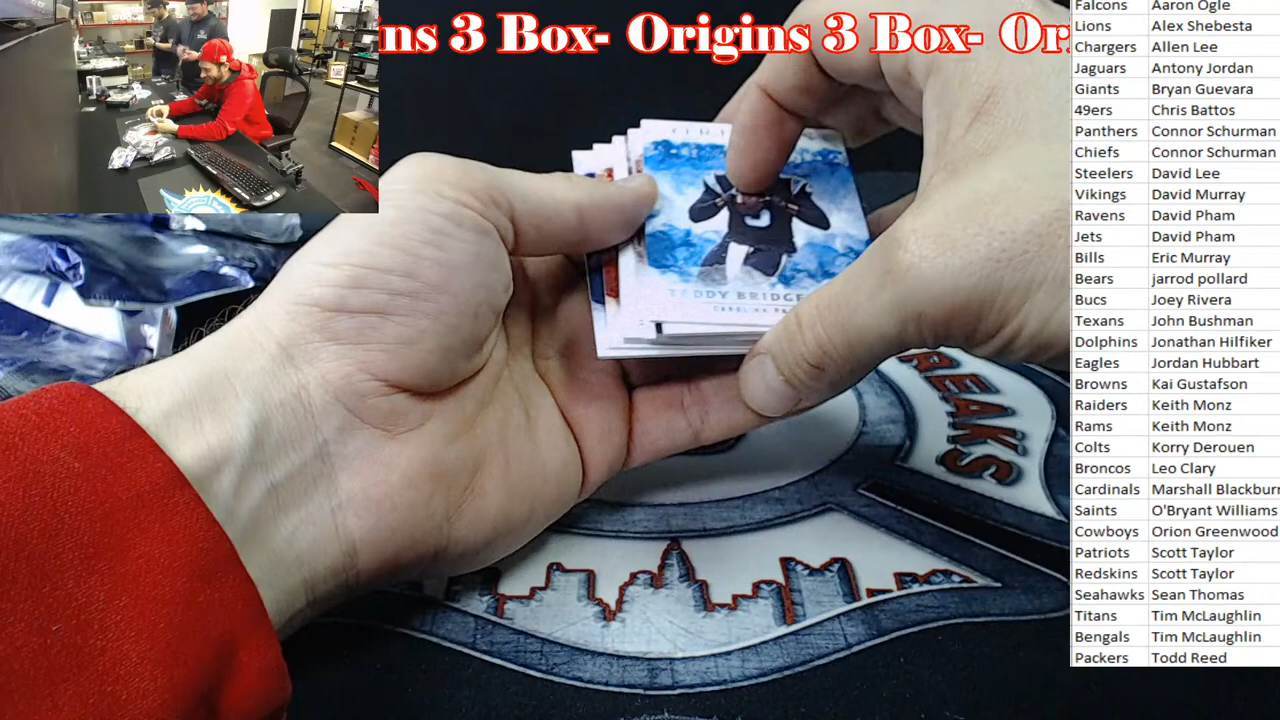 ns 3 Box- Origins 3 Box- Or
Falcons Aaron Ogle
Lions Alex Shebesta
Chargers Allen Lee
Jaguars Antony Jordan
Giants Bryan Guevara
49ers Chris Battos
Panthers Connor Schurman
Chiefs Connor Schurman
Steelers David Lee
Vikings David Murray
Ravens David Pham
Jets David Pham
Bills Eric Murray
Bears jarrod pollard
Bucs Joey Rivera
Texans John Bushman
Dolphins Jonathan Hilfiker
Eagles Jordan Hubbart
Browns Kai Gustafson
Raiders Keith Monz
Rams Keith Monz
Colts Korry Derouen
Broncos Leo Clary
Cardinals Marshall Blackburn
Saints O'Bryant Williams
Cowboys Orion Greenwood
Patriots Scott Taylor
Redskins Scott Taylor
Seahawks Sean Thomas
Titans Tim McLaughlin
Bengals Tim McLaughlin
Packers Todd Reed
TEDDY BRIDGE
CAROLINA
REAKS